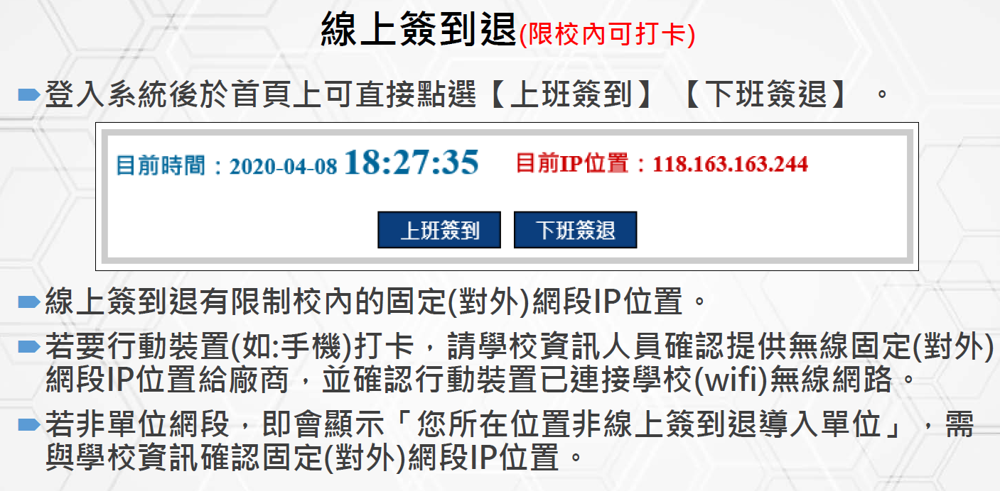 線上簽到退(限校內可打卡)
登入系統後於首頁上可直接點選【上班簽到】【下班簽退】。
目前時間：2020-04-08 18:27:35 目前IP位置：118.163.163.244
上班簽到 下班簽退
線上簽到退有限制校內的固定(對外)網段IP位置。
若要行動裝置(如:手機)打卡，請學校資訊人員確認提供無線固定(對外)
網段IP位置給廠商，並確認行動裝置已連接學校(wifi)無線網路。
若非單位網段，即會顯示「您所在位置非線上簽到退導入單位」，需
與學校資訊確認固定(對外)網段IP位置。